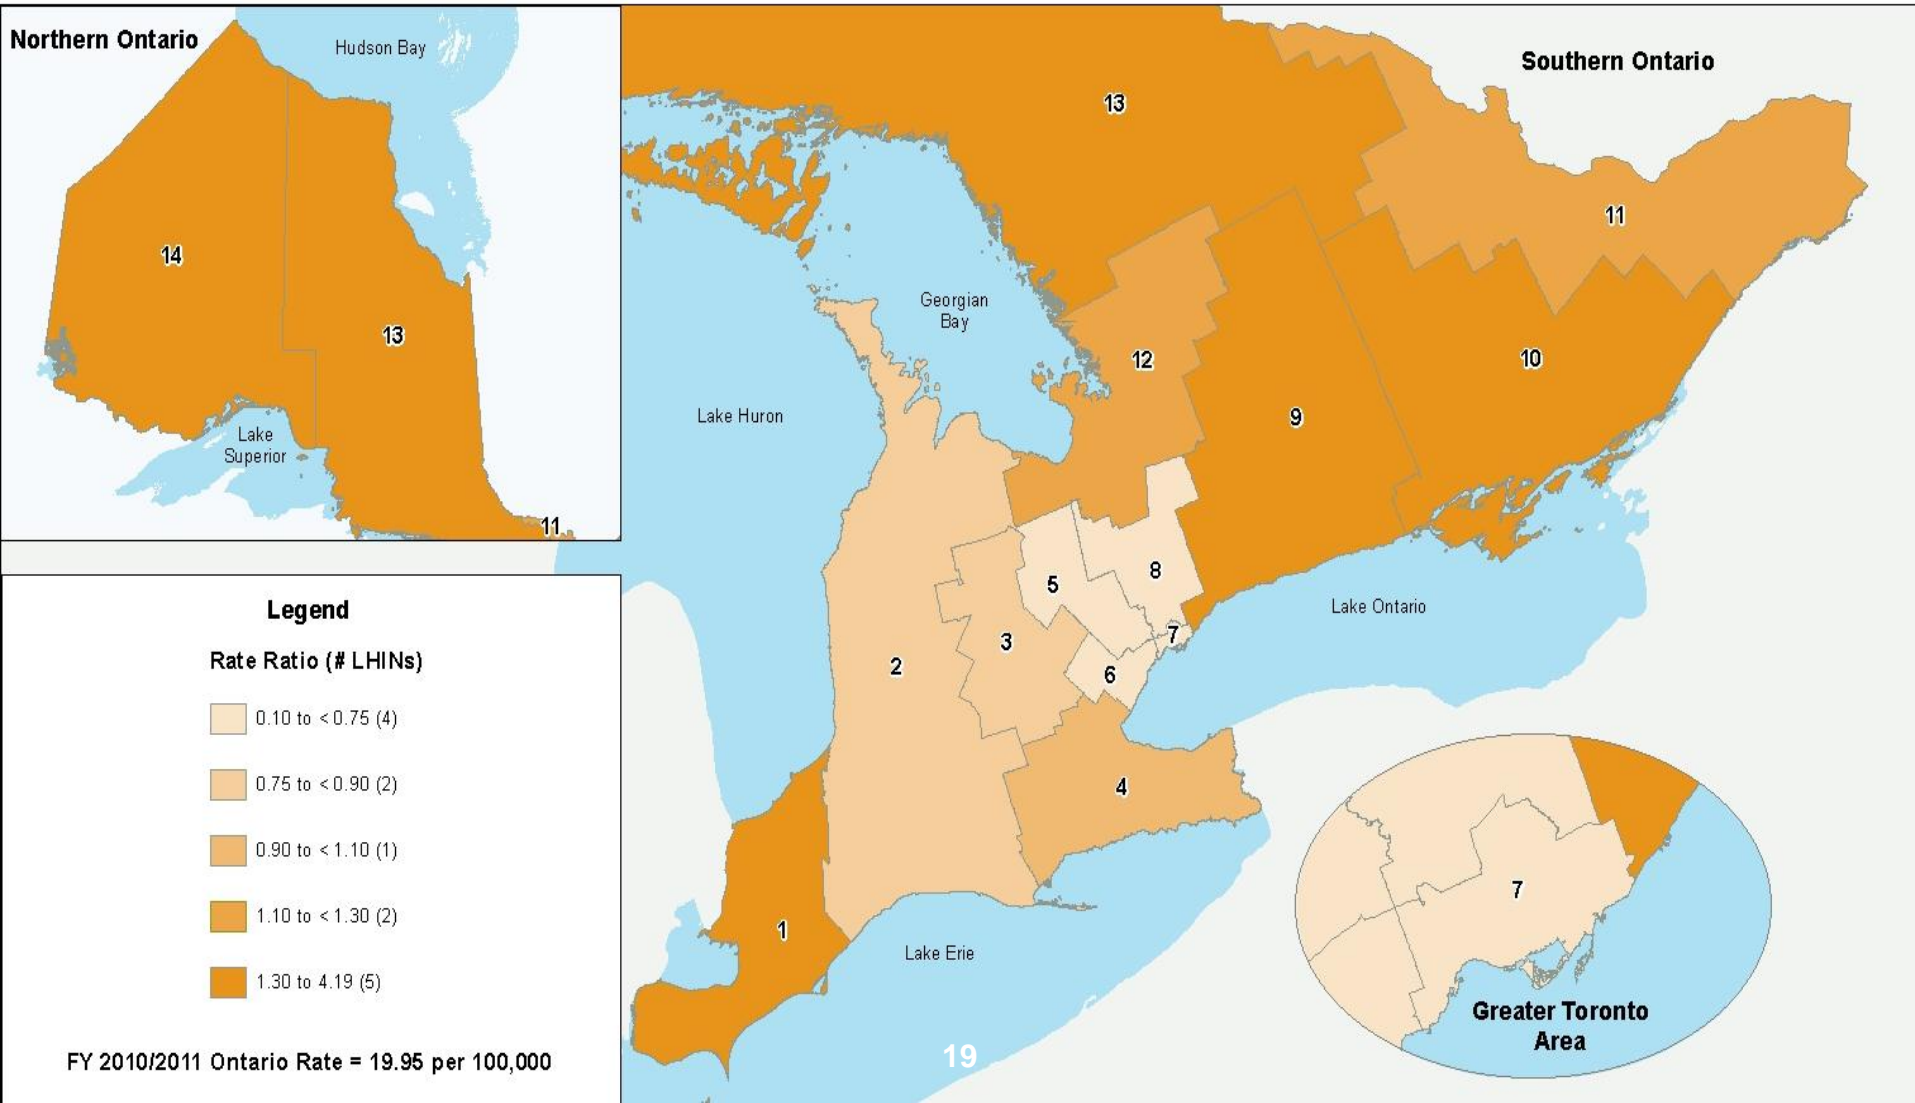 Northern Ontario
Hudson Bay
14
13
Lake
Superior
11
Southern Ontario
13
11
Georgian
Bay
12
10
Lake Huron
9
5
8
Lake Ontario
3
7
2
6
4
1
Lake Erie
7
Greater Toronto
Area
Legend
Rate Ratio (# LHINs)
0.10 to < 0.75 (4)
0.75 to < 0.90 (2)
0.90 to < 1.10 (1)
1.10 to < 1.30 (2)
1.30 to 4.19 (5)
FY 2010/2011 Ontario Rate = 19.95 per 100,000
19